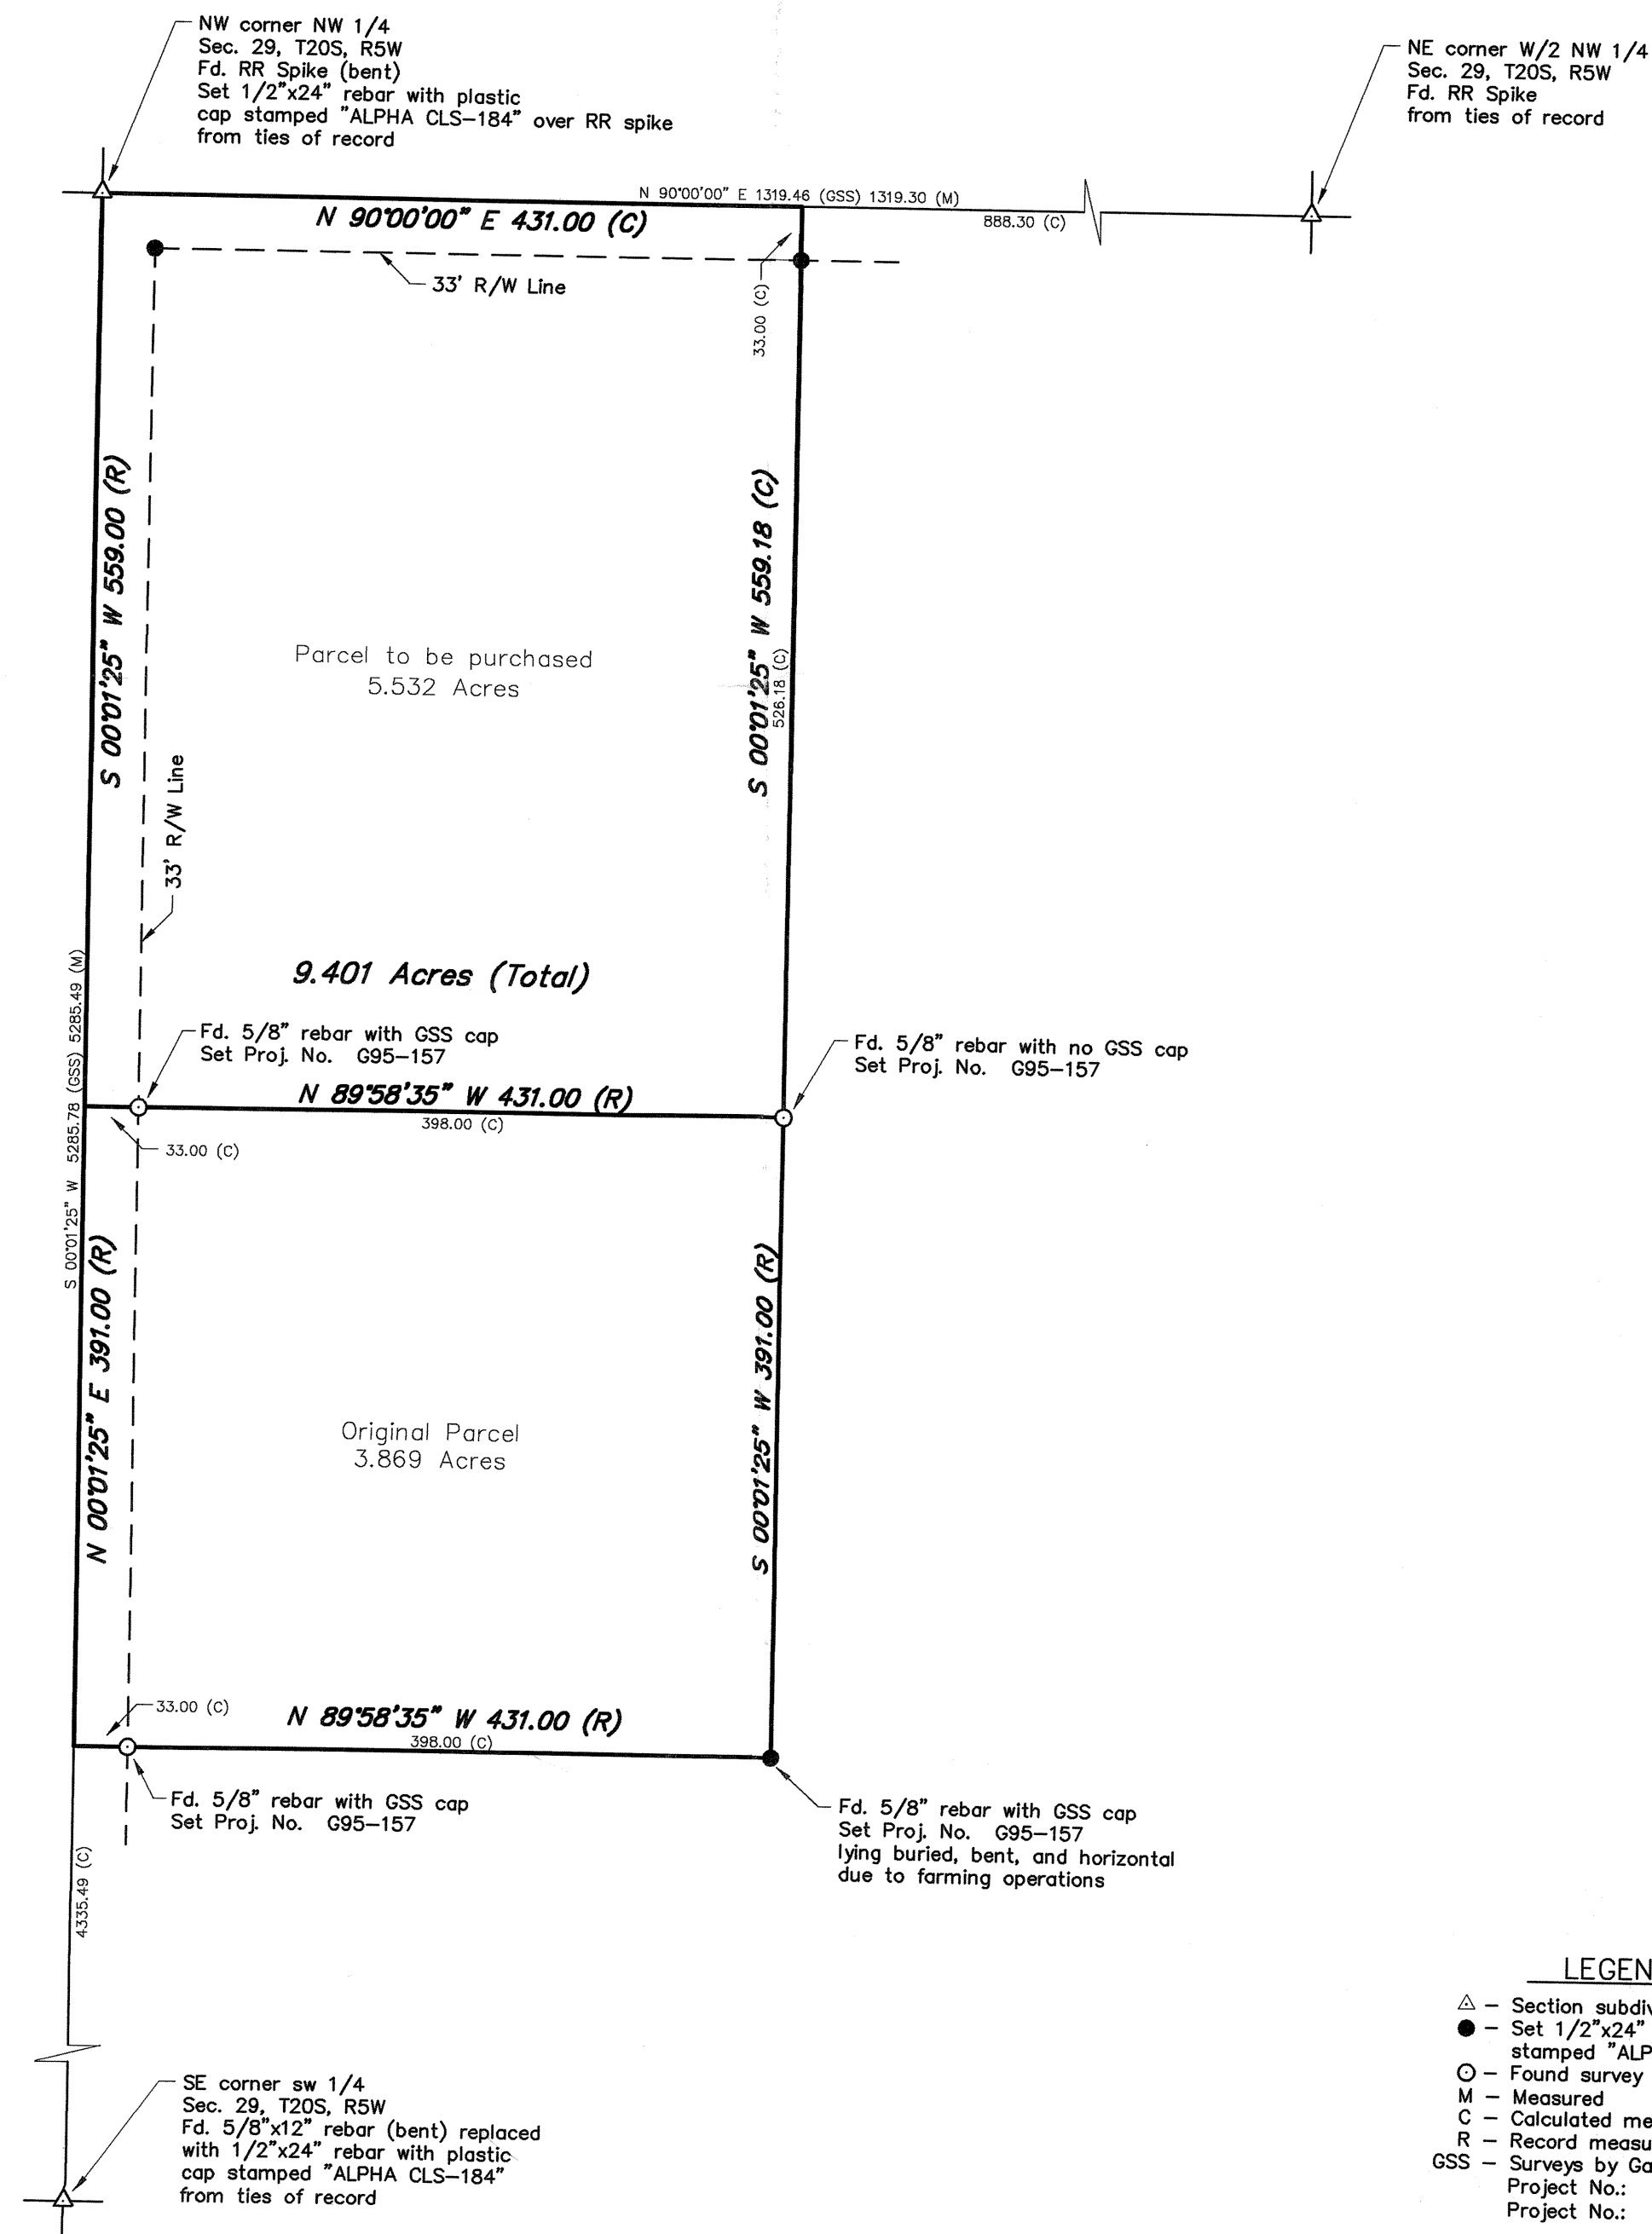 NW corner NW 1/4
Sec. 29, T20S, R5W
Fd. RR Spike (bent)
Set 1/2"x24" rebar with plastic
cap stamped "ALPHA CLS-184" over RR spike
from ties of record
NE corner W/2 NW 1/4
Sec. 29, T20S, R5W
Fd. RR Spike
from ties of record
N 90°00'00" E 1319.46 (GSS) 1319.30 (M)
N 90°00'00" E 431.00 (C)
888.30 (C)
33' R/W Line
33.00 (C)
S 00°01'25" W 559.00 (R)
S 00°01'25" W 559.18 (C)
526.18 (C)
Parcel to be purchased
5.532 Acres
33' R/W Line
9.401 Acres (Total)
S 00°01'25" W 5285.78 (GSS) 5285.49 (M)
Fd. 5/8" rebar with GSS cap
Set Proj. No. G95-157
Fd. 5/8" rebar with no GSS cap
Set Proj. No. G95-157
N 89°58'35" W 431.00 (R)
398.00 (C)
33.00 (C)
N 00°01'25" E 391.00 (R)
S 00°01'25" W 391.00 (R)
Original Parcel
3.869 Acres
33.00 (C)
N 89°58'35" W 431.00 (R)
398.00 (C)
Fd. 5/8" rebar with GSS cap
Set Proj. No. G95-157
Fd. 5/8" rebar with GSS cap
Set Proj. No. G95-157
lying buried, bent, and horizontal
due to farming operations
4335.49 (C)
SE corner sw 1/4
Sec. 29, T20S, R5W
Fd. 5/8"x12" rebar (bent) replaced
with 1/2"x24" rebar with plastic
cap stamped "ALPHA CLS-184"
from ties of record
LEGEN
- Section subdiv
- Set 1/2"x24"
stamped "ALP
- Found survey
M - Measured
C - Calculated me
R - Record measu
GSS - Surveys by Ga
Project No.:
Project No.: